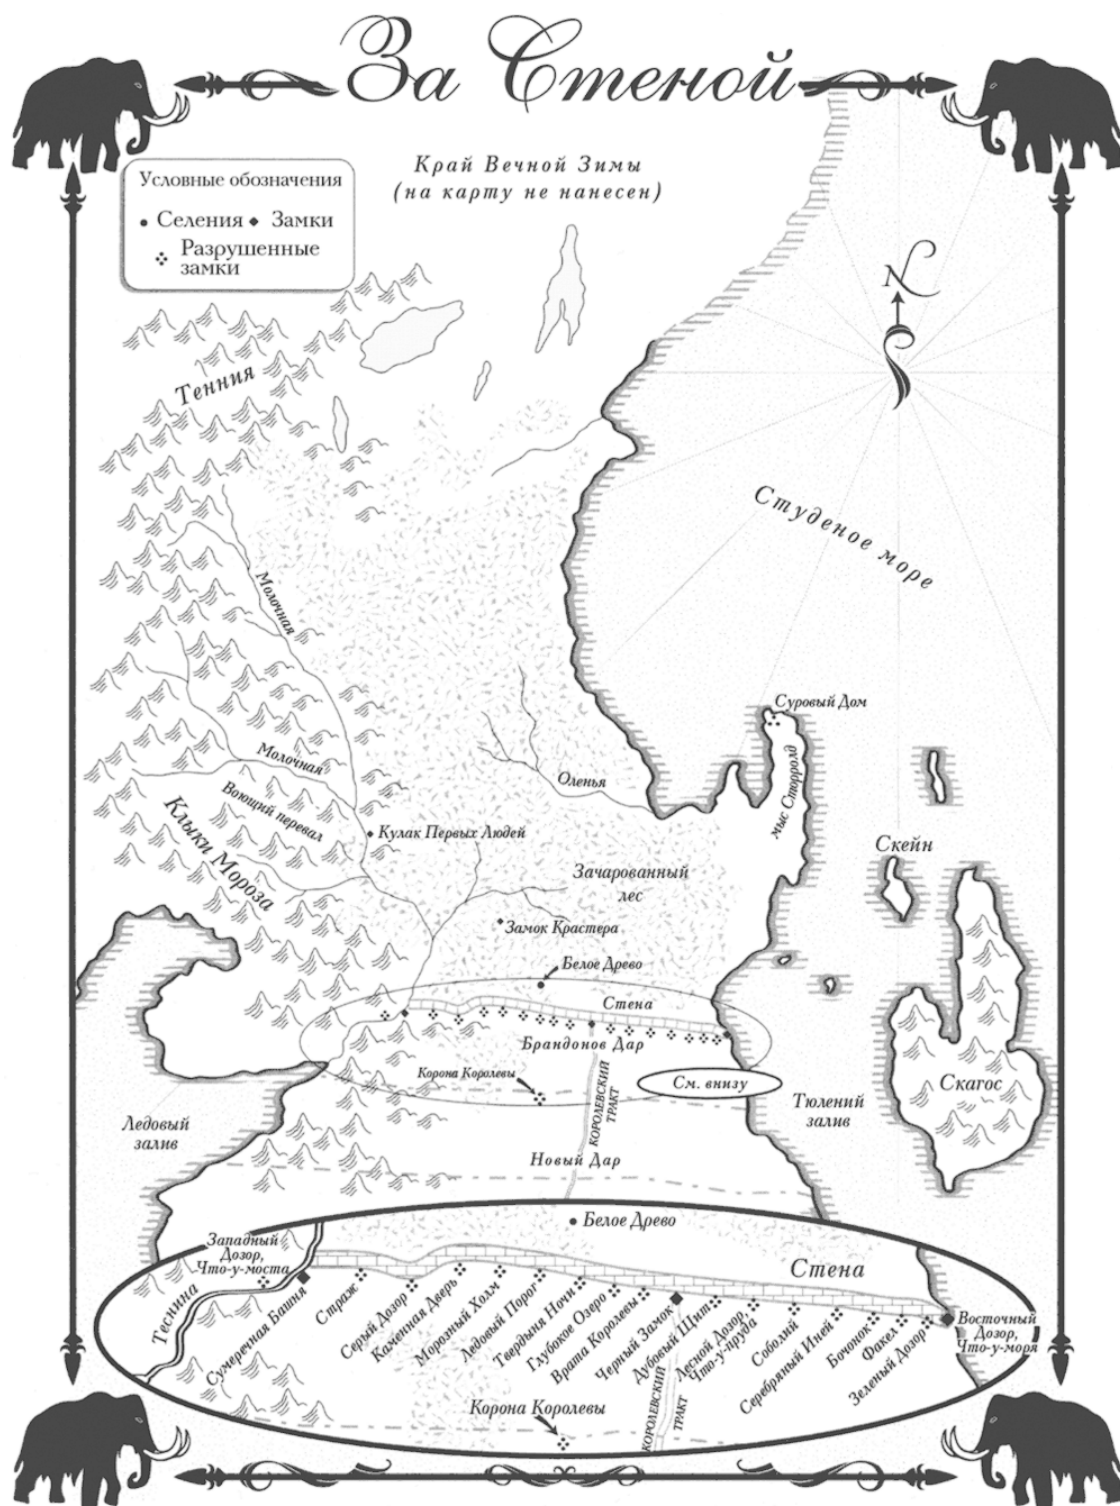 За Стеной
Край Вечной Зимы
(на карту не нанесен)
Условные обозначения
Селения Замки
Разрушенные
замки
N
Тенния
Студеное море
Молочная
Суровый Дом
мыс Сторролд
Молочная
Оленья
Воющий перевал
Клыки Мороза
Кулак Первых Людей
Скейн
Зачарованный
лес
Замок Крастера
Белое Древо
Стена
Брандонов Дар
Корона Королевы
См. внизу
КОРОЛЕВСКИЙ
ТРАКТ
Скагос
Ледовый
залив
Тюлений
залив
Новый Дар
Белое Древо
Западный
Дозор,
Что-у-моста
Стена
Теснина
Сумеречная Башня
Страж
Серый Дозор
Каменная Дверь
Морозный Холм
Ледовый Порог
Твердыня Ночи
Глубокое Озеро
Врата Королевы
Черный Замок
Дубовый Щит
Лесной Дозор,
Что-у-пруда
Соболий
Серебряный Иней
Бочонок
Факел
Зеленый Дозор
Восточный
Дозор,
Что-у-моря
Корона Королевы
КОРОЛЕВСКИЙ
ТРАКТ